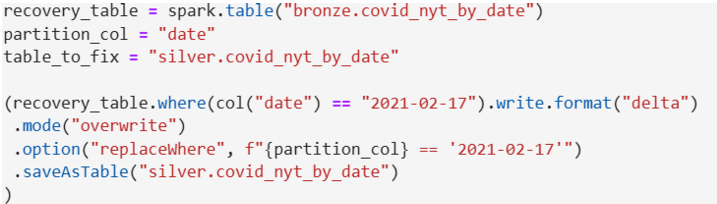 recovery_table = spark.table("bronze.covid_nyt_by_date")
partition_col = "date"
table_to_fix = "silver.covid_nyt_by_date"

(recovery_table.where(col("date") == "2021-02-17").write.format("delta")
 .mode("overwrite")
 .option("replaceWhere", f"{partition_col} == '2021-02-17'")
 .saveAsTable("silver.covid_nyt_by_date")
)